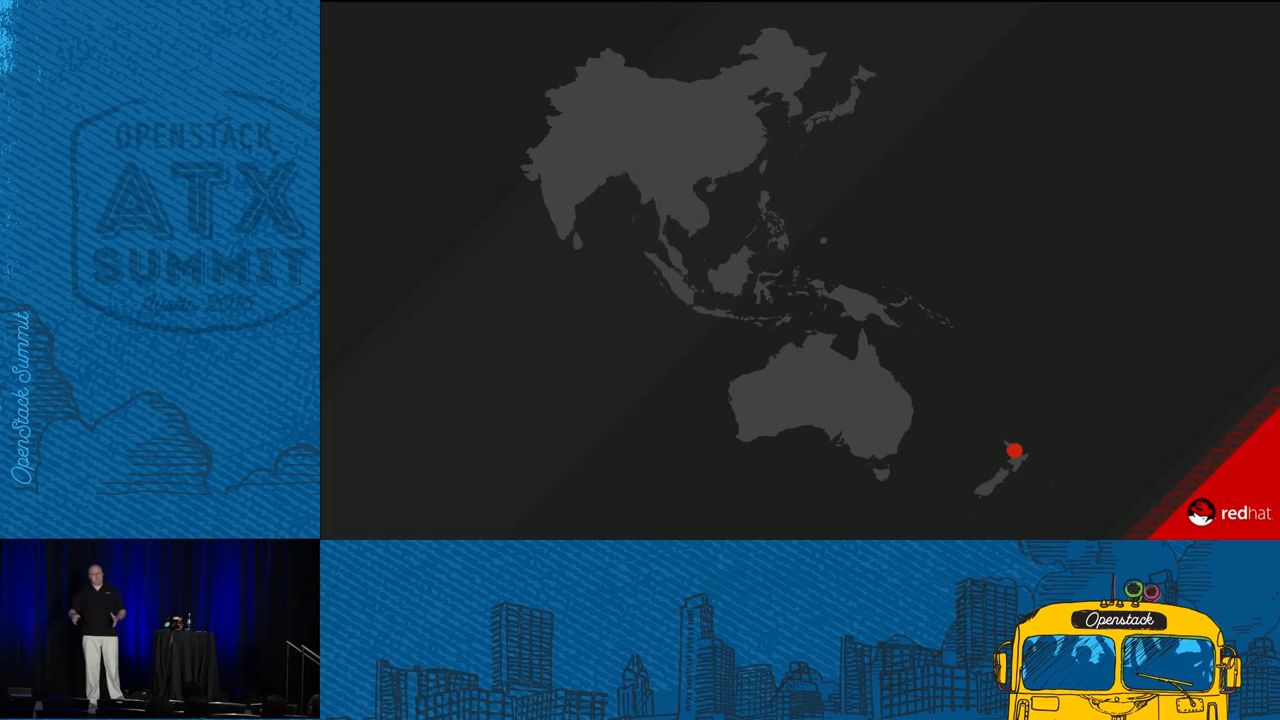 OPENSTACK
ATX
SUMMIT
OpenStack Summit
redhat.
Openstack